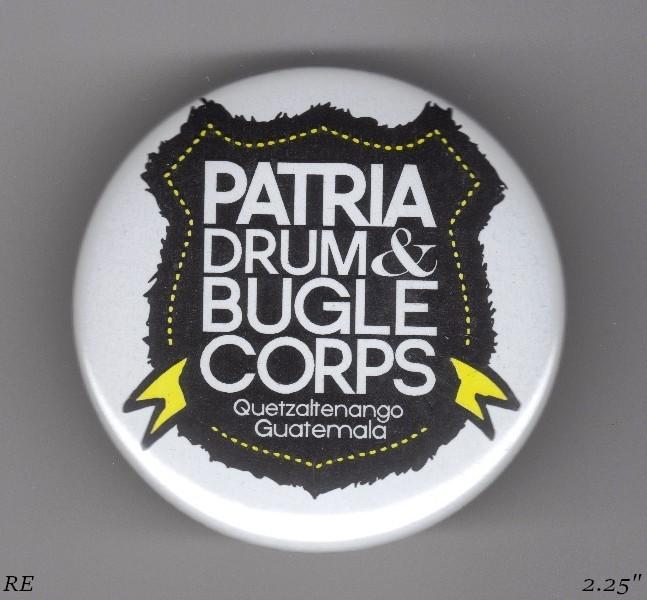 PATRIA
DRUM &
BUGLE
CORPS
Quetzaltenango
Guatemala
RE
2.25"